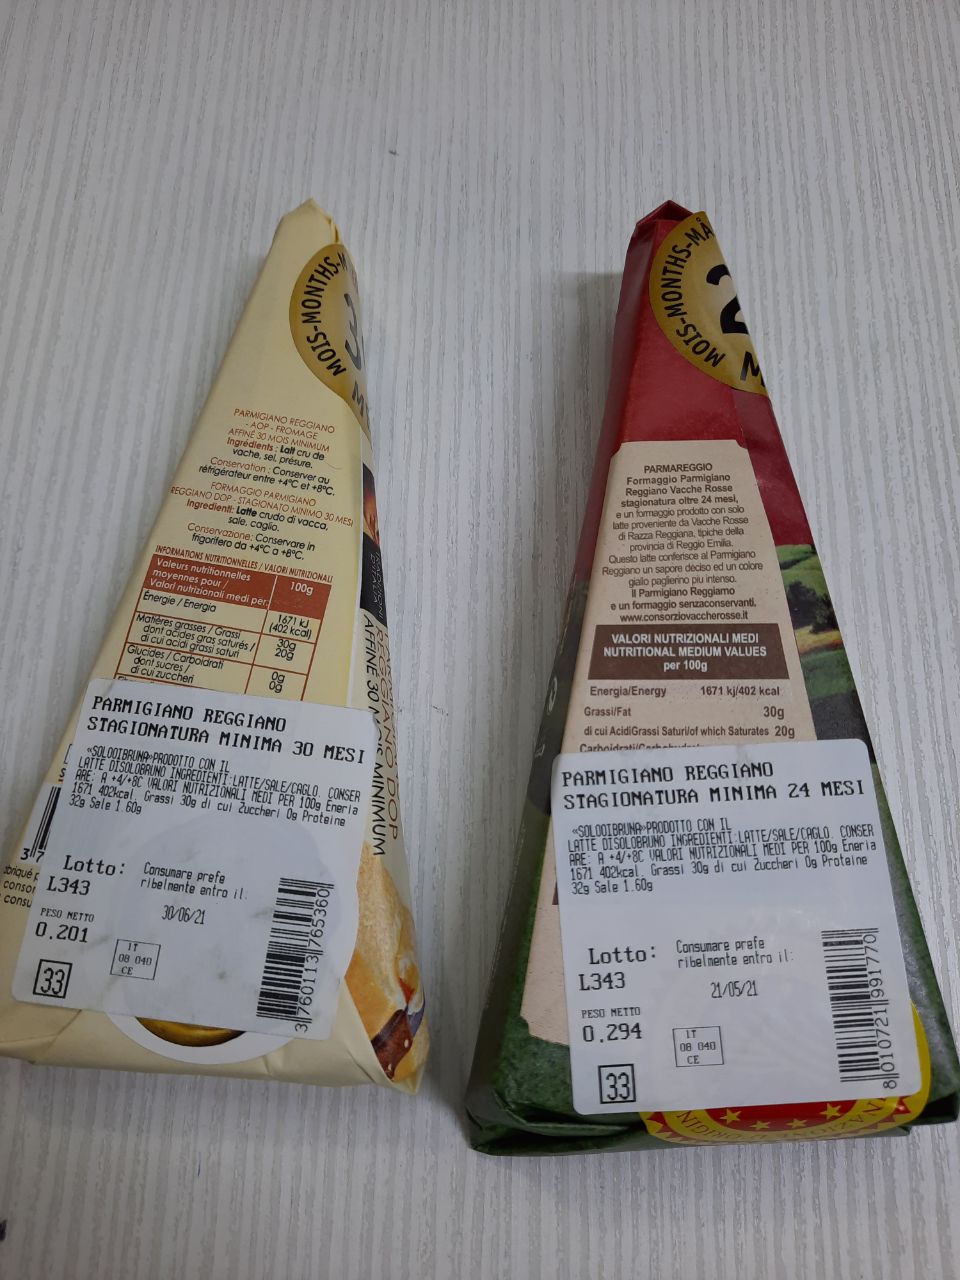 MOIS-MONTHS-M
3
PARMIGIANO REGGIANO
- AOP - FROMAGE
AFFINÉ 30 MOIS MINIMUM
Ingrédients : Lait cru de
vache, sel, présure.
Conservation : Conserver au
réfrigérateur entre +4°C et +8°C.
FORMAGGIO PARMIGIANO
REGGIANO DOP - STAGIONATO MINIMO 30 MESI
Ingredienti: Latte crudo di vacca,
sale, caglio.
Conservazione: Conservare in
frigorifero da +4°C a +8°C.
INFORMATIONS NUTRITIONNELLES / VALORI NUTRIZIONALI
Valeurs nutritionnelles
moyennes pour /
Valori nutrizionali medi per:
100g
Énergie / Energia
1671 kJ
(402 kcal)
Matières grasses / Grassi
30g
dont acides gras saturés /
di cui acidi grassi saturi
20g
Glucides / Carboidrati
0g
dont sucres /
di cui zuccheri
0g
REGGIANO DOP
AFFINÉ 30 M
MINIMUM
PARMIGIANO REGGIANO
STAGIONATURA MINIMA 30 MESI
«SOLODIBRUNA»PRODOTTO CON IL
LATTE DISOLOBRUNO INGREDIENTI:LATTE/SALE/CAGLO. CONSER
ARE: A +4/+8C VALORI NUTRIZIONALI MEDI PER 100g Eneria
1671 402kcal. Grassi 30g di cui Zuccheri 0g Proteine
32g Sale 1.60g
Lotto:
L343
Consumare prefe
ribelmente entro il:
30/06/21
PESO NETTO
0.201
IT
08 040
CE
33
3 760113 765360
MOIS-MONTHS-MÅ
2
M
PARMAREGGIO
Formaggio Parmigiano
Reggiano Vacche Rosse
stagionatura oltre 24 mesi,
e un formaggio prodotto con solo
latte proveniente da Vacche Rosse
di Razza Reggiana, tipiche della
provincia di Reggio Emilia.
Questo latte conferisce al Parmigiano
Reggiano un sapore deciso ed un colore
giallo paglierino piu intenso.
Il Parmigiano Reggiamo
e un formaggio senzaconservanti.
www.consorziovaccherosse.it
VALORI NUTRIZIONALI MEDI
NUTRITIONAL MEDIUM VALUES
per 100g
Energia/Energy 1671 kj/402 kcal
Grassi/Fat 30g
di cui AcidiGrassi Saturi/of which Saturates 20g
PARMIGIANO REGGIANO
STAGIONATURA MINIMA 24 MESI
«SOLODIBRUNA»PRODOTTO CON IL
LATTE DISOLOBRUNO INGREDIENTI:LATTE/SALE/CAGLO. CONSER
ARE: A +4/+8C VALORI NUTRIZIONALI MEDI PER 100g Eneria
1671 402kcal. Grassi 30g di cui Zuccheri 0g Proteine
32g Sale 1.60g
Lotto:
L343
Consumare prefe
ribelmente entro il:
21/05/21
PESO NETTO
0.294
IT
08 040
CE
33
8 010721 991770